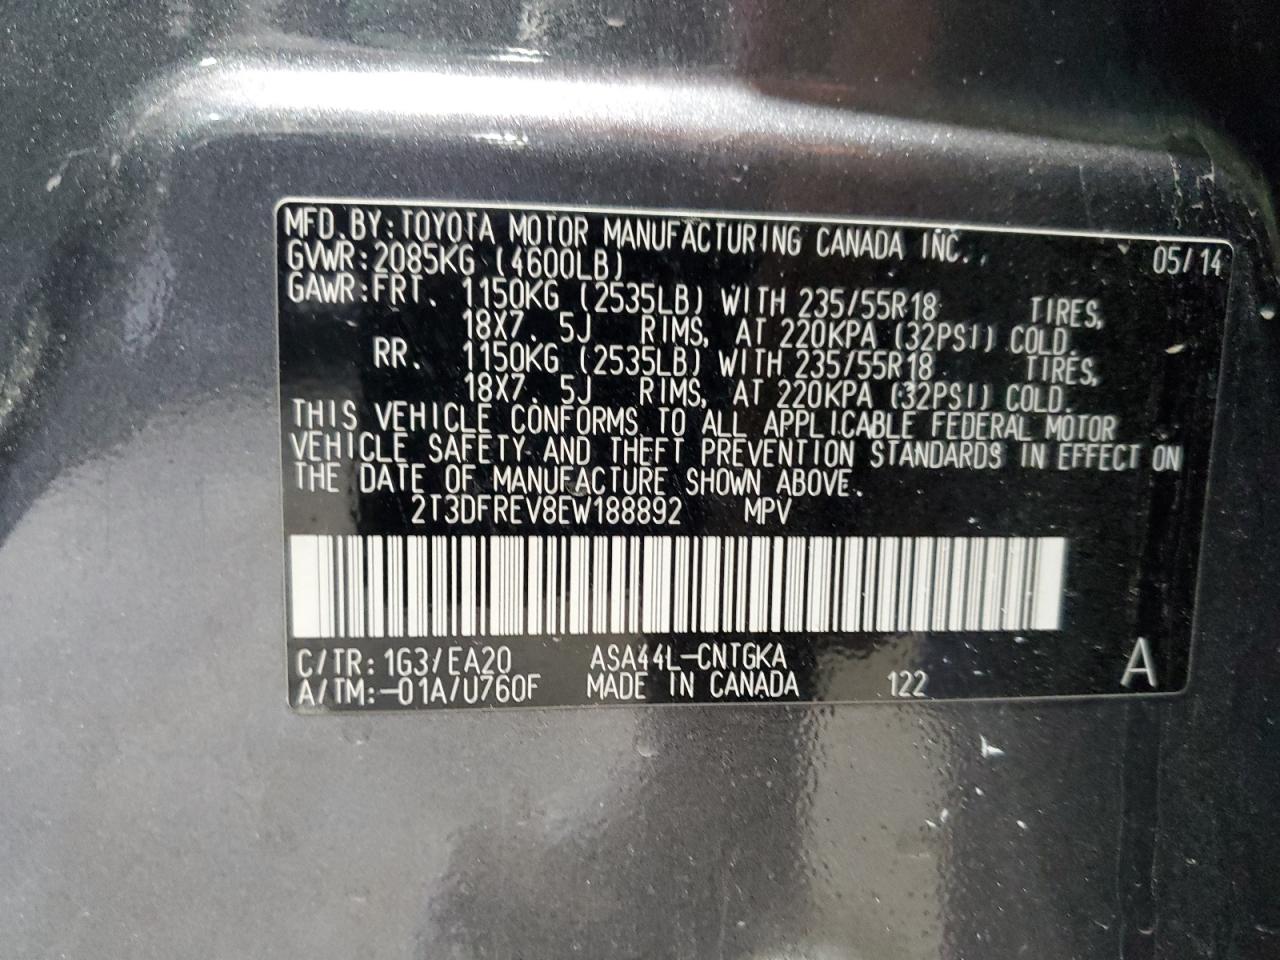 MFD. BY: TOYOTA MOTOR MANUFACTURING CANADA INC.
GVWR: 2085KG (4600LB) 05/14
GAWR: FRT. 1150KG (2535LB) WITH 235/55R18 TIRES,
18X7.5J RIMS, AT 220KPA (32PSI) COLD.
RR. 1150KG (2535LB) WITH 235/55R18 TIRES,
18X7.5J RIMS, AT 220KPA (32PSI) COLD.
THIS VEHICLE CONFORMS TO ALL APPLICABLE FEDERAL MOTOR
VEHICLE SAFETY AND THEFT PREVENTION STANDARDS IN EFFECT ON
THE DATE OF MANUFACTURE SHOWN ABOVE.
2T3DFREV8EW188892 MPV
C/TR: 1G3/EA20 ASA44L-CNTGKA A
A/TM: -01A/U760F MADE IN CANADA 122